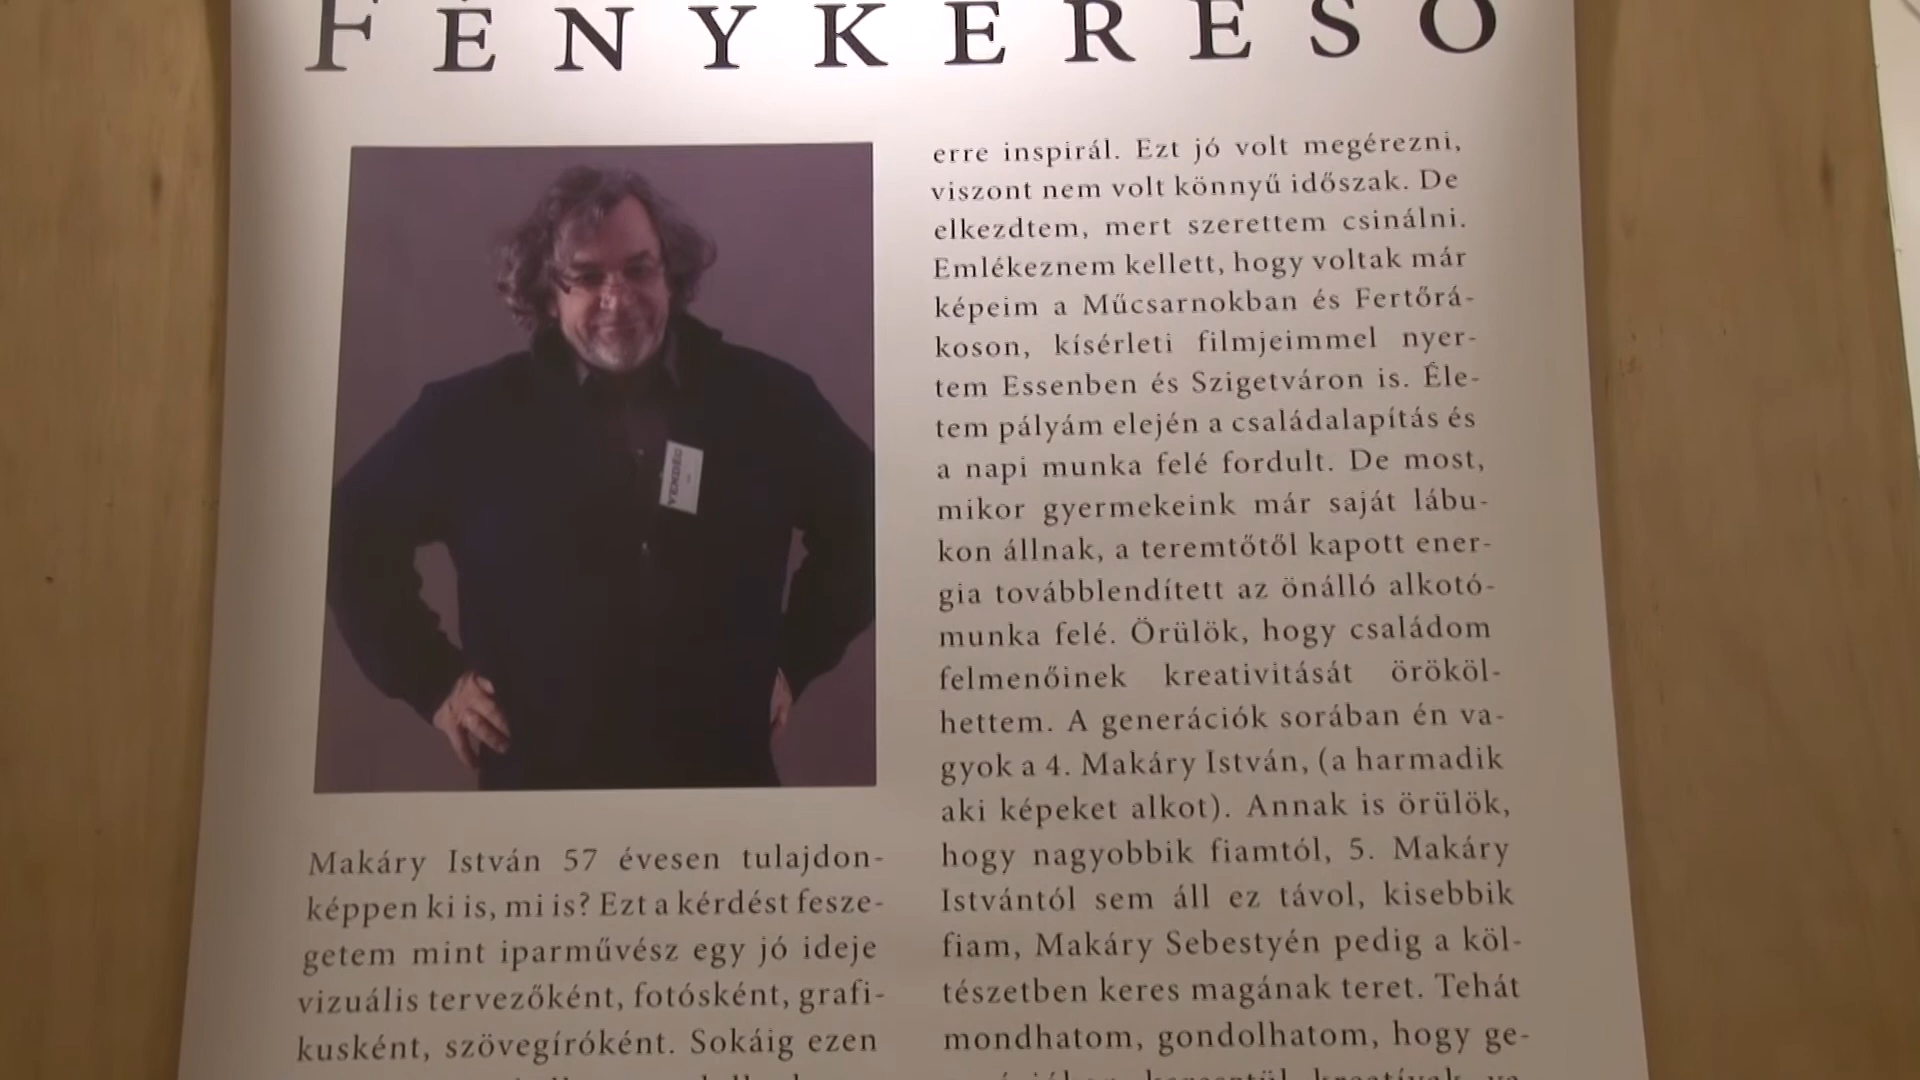 FÉNYKERESŐ
VENDÉG
Makáry István 57 évesen tulajdon-
képpen ki is, mi is? Ezt a kérdést fesze-
getem mint iparművész egy jó ideje
vizuális tervezőként, fotósként, grafi-
kusként, szövegíróként. Sokáig ezen
erre inspirál. Ezt jó volt megérezni,
viszont nem volt könnyű időszak. De
elkezdtem, mert szerettem csinálni.
Emlékeznem kellett, hogy voltak már
képeim a Műcsarnokban és Fertőrá-
koson, kísérleti filmjeimmel nyer-
tem Essenben és Szigetváron is. Éle-
tem pályám elején a családalapítás és
a napi munka felé fordult. De most,
mikor gyermekeink már saját lábu-
kon állnak, a teremtőtől kapott ener-
gia továbblendített az önálló alkotó-
munka felé. Örülök, hogy családom
felmenőinek kreativitását örököl-
hettem. A generációk sorában én va-
gyok a 4. Makáry István, (a harmadik
aki képeket alkot). Annak is örülök,
hogy nagyobbik fiamtól, 5. Makáry
Istvántól sem áll ez távol, kisebbik
fiam, Makáry Sebestyén pedig a köl-
tészetben keres magának teret. Tehát
mondhatom, gondolhatom, hogy ge-